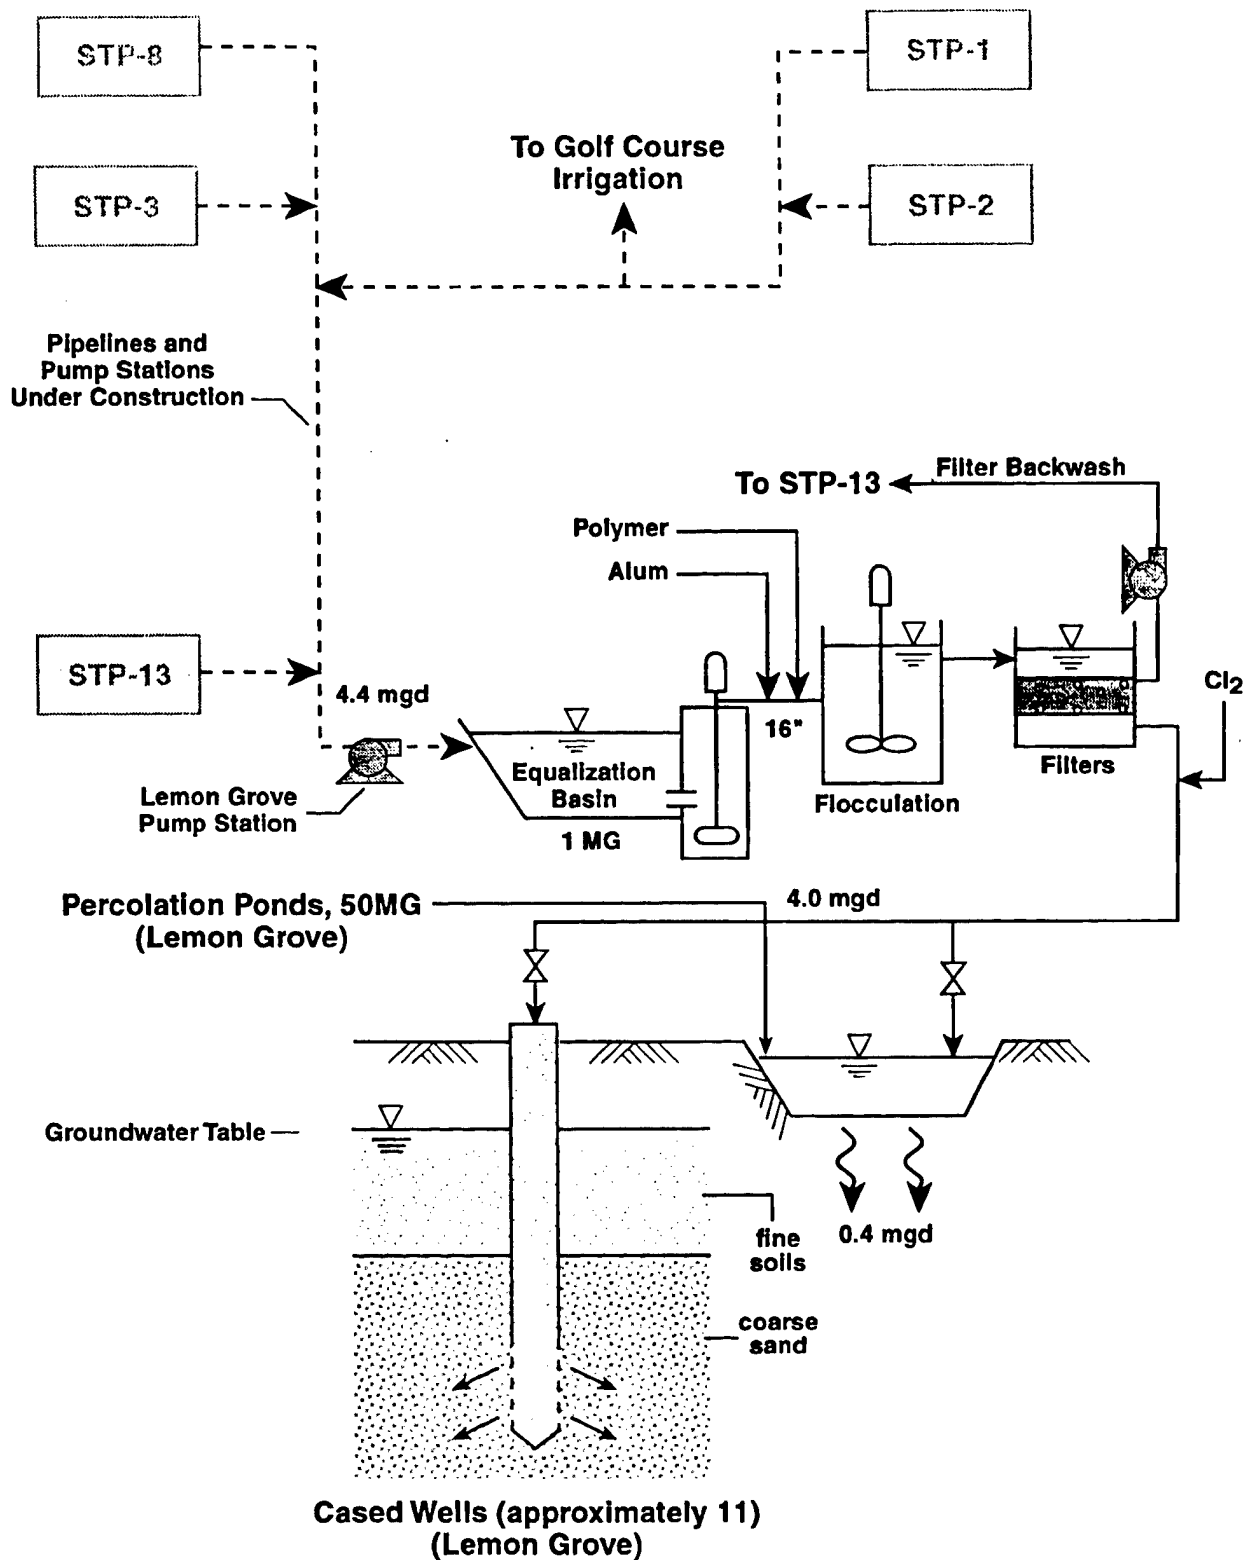 STP-8
STP-1
To Golf Course
Irrigation
STP-3
STP-2
Pipelines and
Pump Stations
Under Construction
To STP-13
Filter Backwash
Polymer
Alum
STP-13
4.4 mgd
Cl2
16"
Equalization
Basin
Filters
Flocculation
Lemon Grove
Pump Station
1 MG
Percolation Ponds, 50MG
(Lemon Grove)
4.0 mgd
Groundwater Table
0.4 mgd
fine
soils
coarse
sand
Cased Wells (approximately 11)
(Lemon Grove)